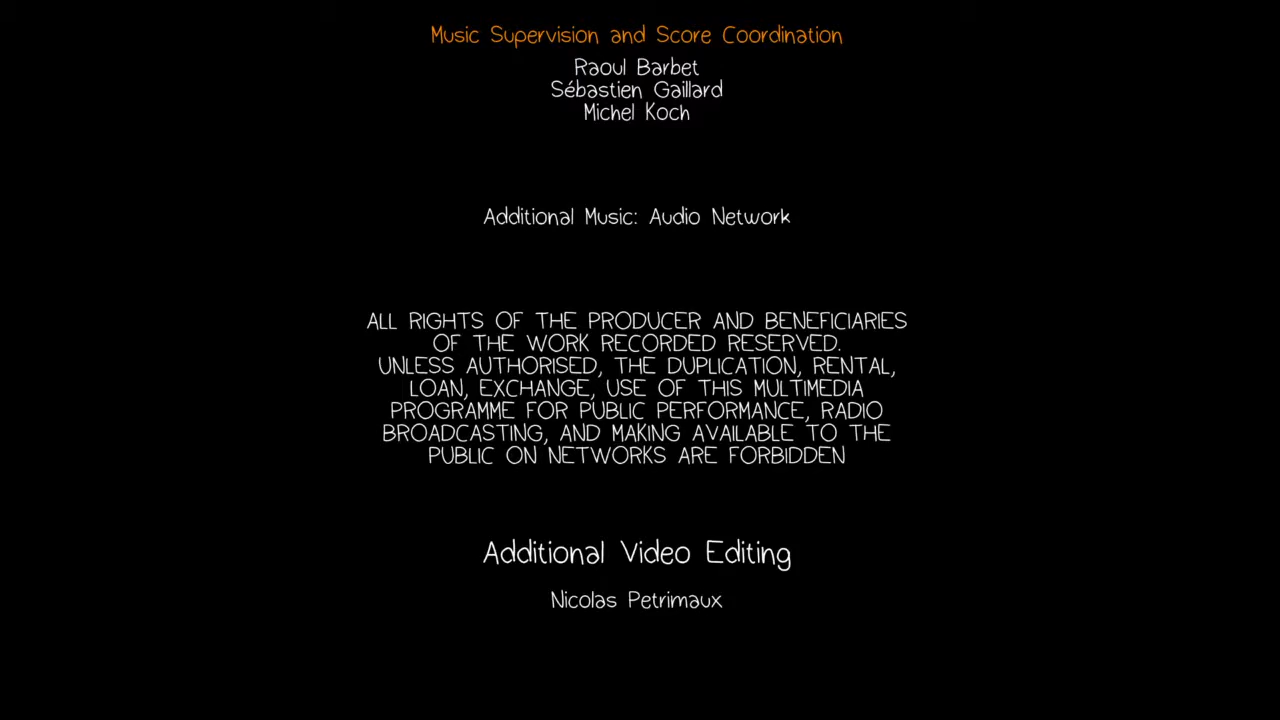 Music Supervision and Score Coordination
Raoul Barbet
Sébastien Gaillard
Michel Koch
Additional Music: Audio Network
ALL RIGHTS OF THE PRODUCER AND BENEFICIARIES
OF THE WORK RECORDED RESERVED.
UNLESS AUTHORISED, THE DUPLICATION, RENTAL,
LOAN, EXCHANGE, USE OF THIS MULTIMEDIA
PROGRAMME FOR PUBLIC PERFORMANCE, RADIO
BROADCASTING, AND MAKING AVAILABLE TO THE
PUBLIC ON NETWORKS ARE FORBIDDEN
Additional Video Editing
Nicolas Petrimaux